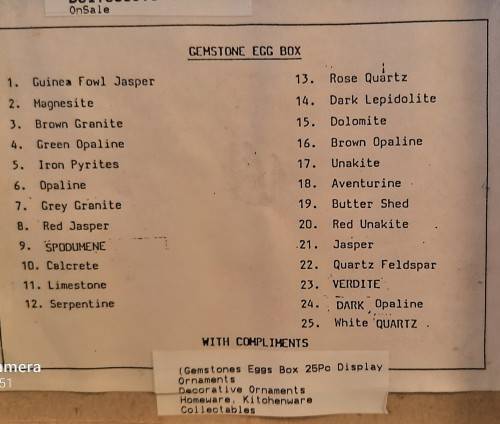 OnSale
GEMSTONE EGG BOX
1. Guinea Fowl Jasper
2. Magnesite
3. Brown Granite
4. Green Opaline
5. Iron Pyrites
6. Opaline
7. Grey Granite
8. Red Jasper
9. SPODUMENE
10. Calcrete
11. Limestone
12. Serpentine
13. Rose Quartz
14. Dark Lepidolite
15. Dolomite
16. Brown Opaline
17. Unakite
18. Aventurine
19. Butter Shed
20. Red Unakite
21. Jasper
22. Quartz Feldspar
23. VERDITE
24. DARK Opaline
25. White QUARTZ
WITH COMPLIMENTS
(Gemstones Eggs Box 25Pc Display
Ornaments
Decorative Ornaments
Homeware, Kitchenware
Collectables
amera
51